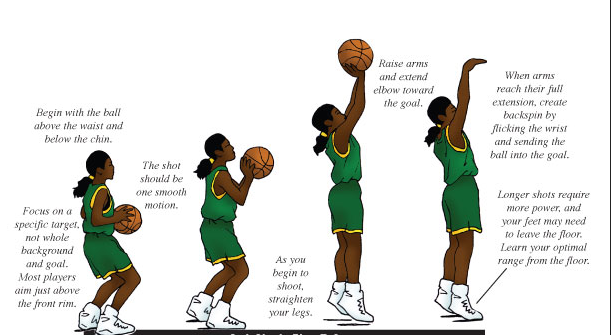 Begin with the ball
above the waist and
below the chin.
Focus on a
specific target,
not whole
background
and goal.
Most players
aim just above
the front rim.
The shot
should be
one smooth
motion.
As you
begin to
shoot,
straighten
your legs.
Raise arms
and extend
elbow toward
the goal.
When arms
reach their full
extension, create
backspin by
flicking the wrist
and sending the
ball into the goal.
Longer shots require
more power, and
your feet may need
to leave the floor.
Learn your optimal
range from the floor.